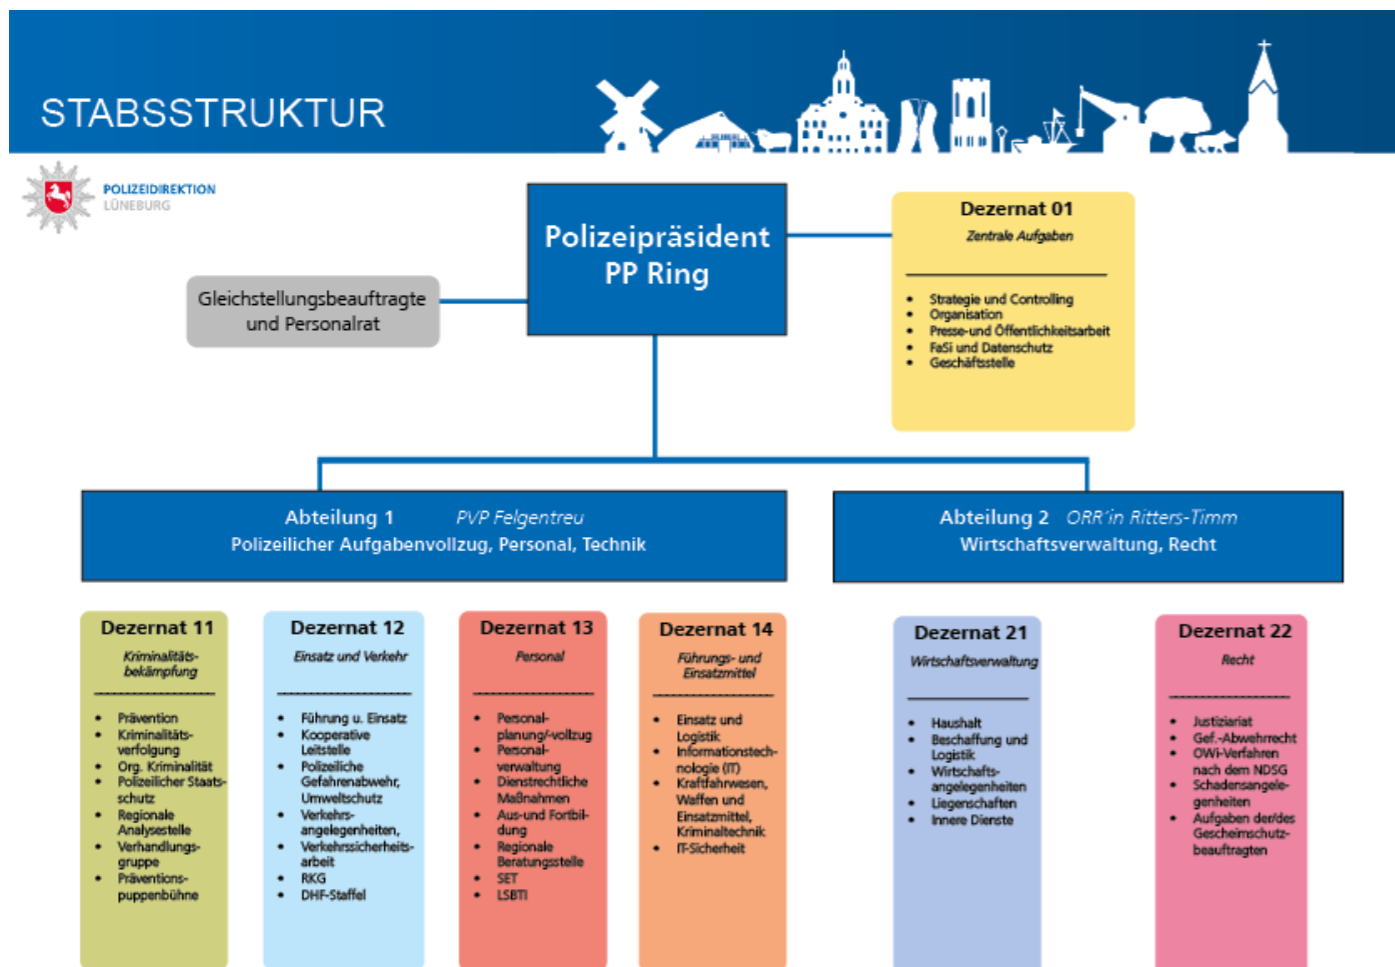 STABSSTRUKTUR
POLIZEIDIREKTION
LÜNEBURG
Polizeipräsident
PP Ring
Gleichstellungsbeauftragte
und Personalrat
Dezernat 01
Zentrale Aufgaben
• Strategie und Controlling
• Organisation
• Presse-und Öffentlichkeitsarbeit
• FaSi und Datenschutz
• Geschäftsstelle
Abteilung 1 PVP Felgentreu
Polizeilicher Aufgabenvollzug, Personal, Technik
Abteilung 2 ORR'in Ritters-Timm
Wirtschaftsverwaltung, Recht
Dezernat 11
Kriminalitäts-
bekämpfung
• Prävention
• Kriminalitäts-
verfolgung
• Org. Kriminalität
• Polizeilicher Staats-
schutz
• Regionale
Analysestelle
• Verhandlungs-
gruppe
• Präventions-
puppenbühne
Dezernat 12
Einsatz und Verkehr
• Führung u. Einsatz
• Kooperative
Leitstelle
• Polizeiliche
Gefahrenabwehr,
Umweltschutz
• Verkehrs-
angelegenheiten,
• Verkehrssicherheits-
arbeit
• RKG
• DHF-Staffel
Dezernat 13
Personal
• Personal-
planung/-vollzug
• Personal-
verwaltung
• Dienstrechtliche
Maßnahmen
• Aus-und Fortbil-
dung
• Regionale
Beratungsstelle
• SET
• LSBTI
Dezernat 14
Führungs- und
Einsatzmittel
• Einsatz und
Logistik
• Informationstech-
nologie (IT)
• Kraftfahrwesen,
Waffen und
Einsatzmittel,
Kriminaltechnik
• IT-Sicherheit
Dezernat 21
Wirtschaftsverwaltung
• Haushalt
• Beschaffung und
Logistik
• Wirtschafts-
angelegenheiten
• Liegenschaften
• Innere Dienste
Dezernat 22
Recht
• Justiziariat
• Gef.-Abwehrrecht
• OWi-Verfahren
nach dem NDSG
• Schadensangele-
genheiten
• Aufgaben der/des
Gescheimschutz-
beauftragten